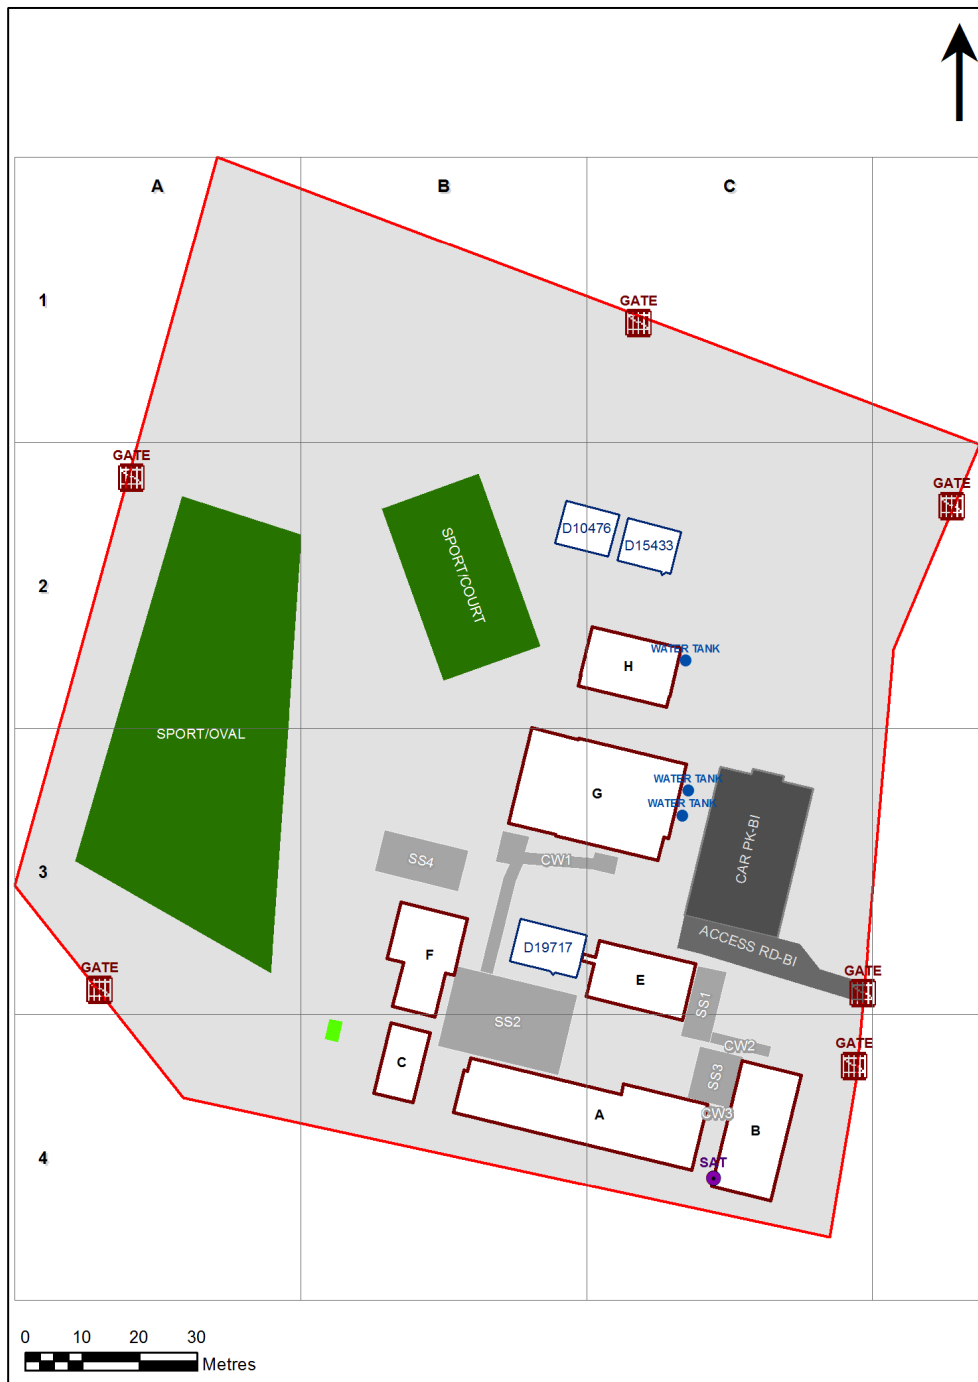 A
B
C
1
GATE
GATE
GATE
2
SPORT/COURT
D10476
D15433
WATER TANK
H
SPORT/OVAL
WATER TANK
G
WATER TANK
CAR PK-BI
3
SS4
CW1
ACCESS RD-BI
F
D19717
GATE
E
GATE
SS1
SS2
CW2
GATE
C
SS3
A
CW3
B
4
SAT
0 10 20 30
Metres